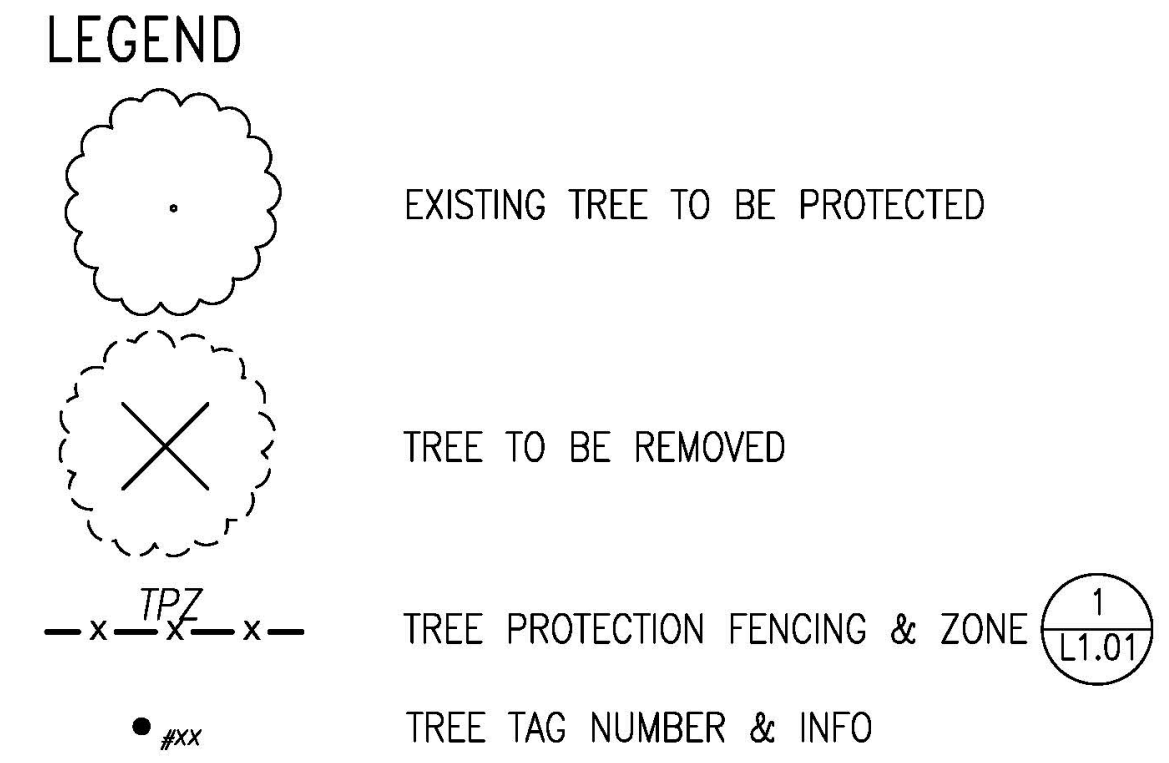 LEGEND
EXISTING TREE TO BE PROTECTED
TREE TO BE REMOVED
TPZ
x x x
TREE PROTECTION FENCING & ZONE
1
L1.01
#XX
TREE TAG NUMBER & INFO